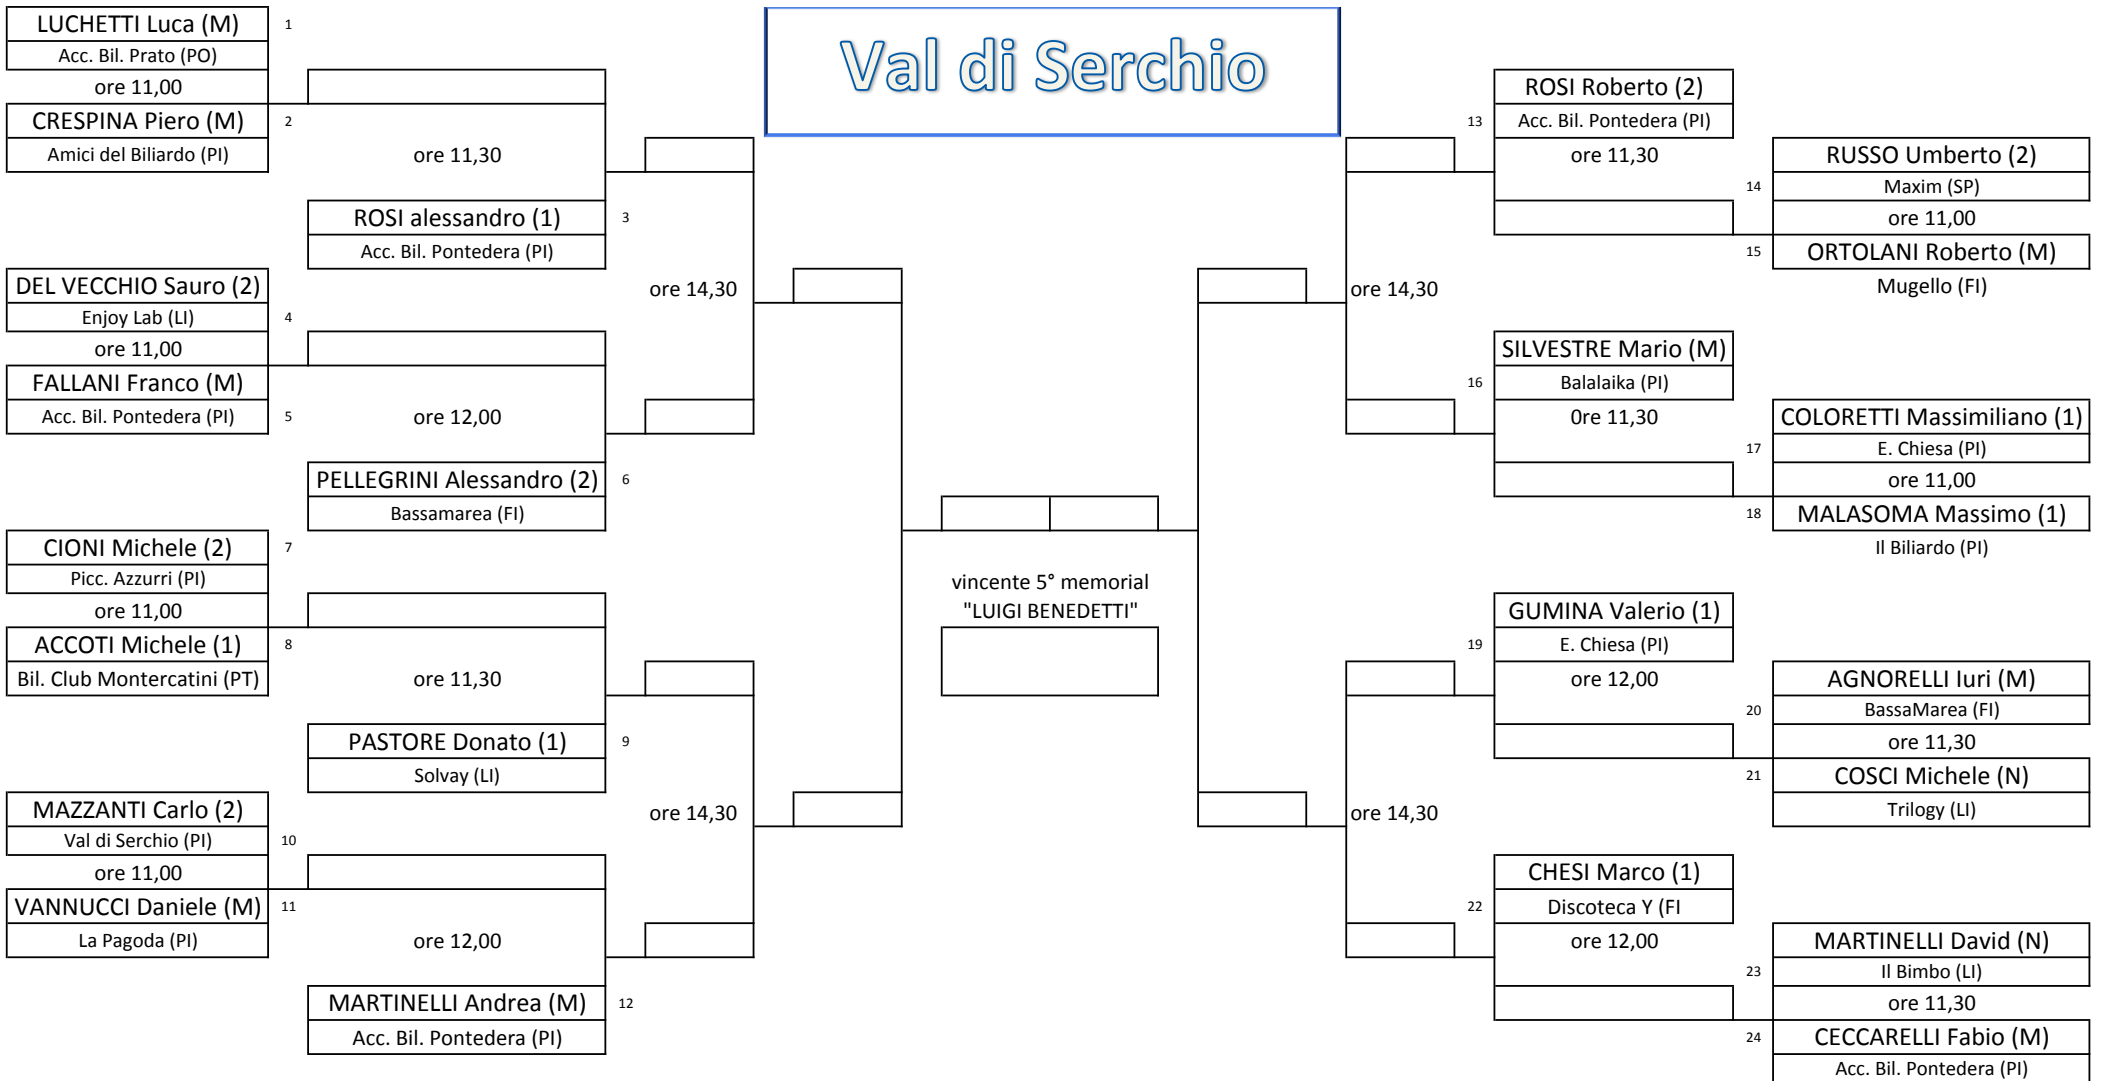 Val di Serchio
LUCHETTI Luca (M)
1
Acc. Bil. Prato (PO)
ore 11,00
CRESPINA Piero (M)
2
Amici del Biliardo (PI)
ore 11,30
ROSI alessandro (1)
3
Acc. Bil. Pontedera (PI)
ore 14,30
DEL VECCHIO Sauro (2)
Enjoy Lab (LI)
4
ore 11,00
FALLANI Franco (M)
Acc. Bil. Pontedera (PI)
5
ore 12,00
PELLEGRINI Alessandro (2)
6
Bassamarea (FI)
CIONI Michele (2)
7
Picc. Azzurri (PI)
ore 11,00
ACCOTI Michele (1)
8
Bil. Club Montercatini (PT)
ore 11,30
PASTORE Donato (1)
9
Solvay (LI)
ore 14,30
MAZZANTI Carlo (2)
Val di Serchio (PI)
10
ore 11,00
VANNUCCI Daniele (M)
11
La Pagoda (PI)
ore 12,00
MARTINELLI Andrea (M)
12
Acc. Bil. Pontedera (PI)
vincente 5° memorial
"LUIGI BENEDETTI"
ROSI Roberto (2)
13
Acc. Bil. Pontedera (PI)
ore 11,30
RUSSO Umberto (2)
14
Maxim (SP)
ore 11,00
15
ORTOLANI Roberto (M)
Mugello (FI)
ore 14,30
SILVESTRE Mario (M)
16
Balalaika (PI)
0re 11,30
COLORETTI Massimiliano (1)
17
E. Chiesa (PI)
ore 11,00
18
MALASOMA Massimo (1)
Il Biliardo (PI)
GUMINA Valerio (1)
19
E. Chiesa (PI)
ore 12,00
AGNORELLI Iuri (M)
20
BassaMarea (FI)
ore 11,30
21
COSCI Michele (N)
Trilogy (LI)
ore 14,30
CHESI Marco (1)
22
Discoteca Y (FI
ore 12,00
MARTINELLI David (N)
23
Il Bimbo (LI)
ore 11,30
24
CECCARELLI Fabio (M)
Acc. Bil. Pontedera (PI)